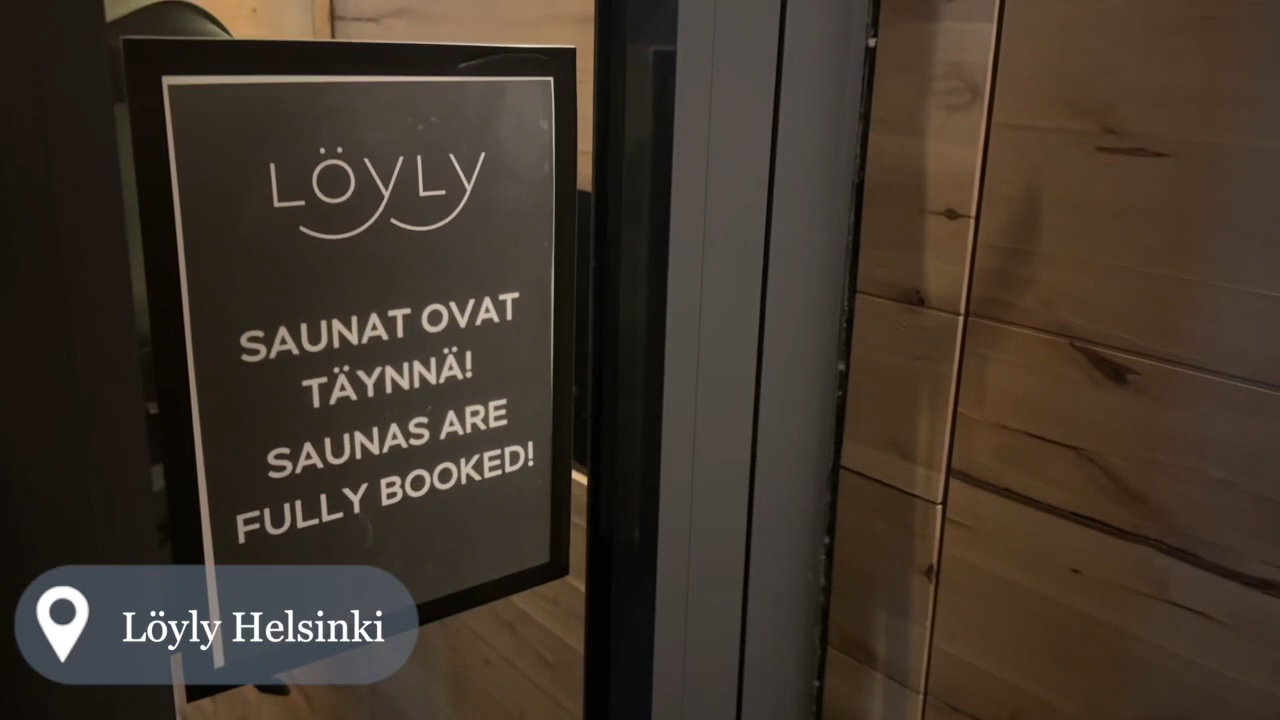 LÖYLY
SAUNAT OVAT
TÄYNNÄ!
SAUNAS ARE
FULLY BOOKED!
Löyly Helsinki